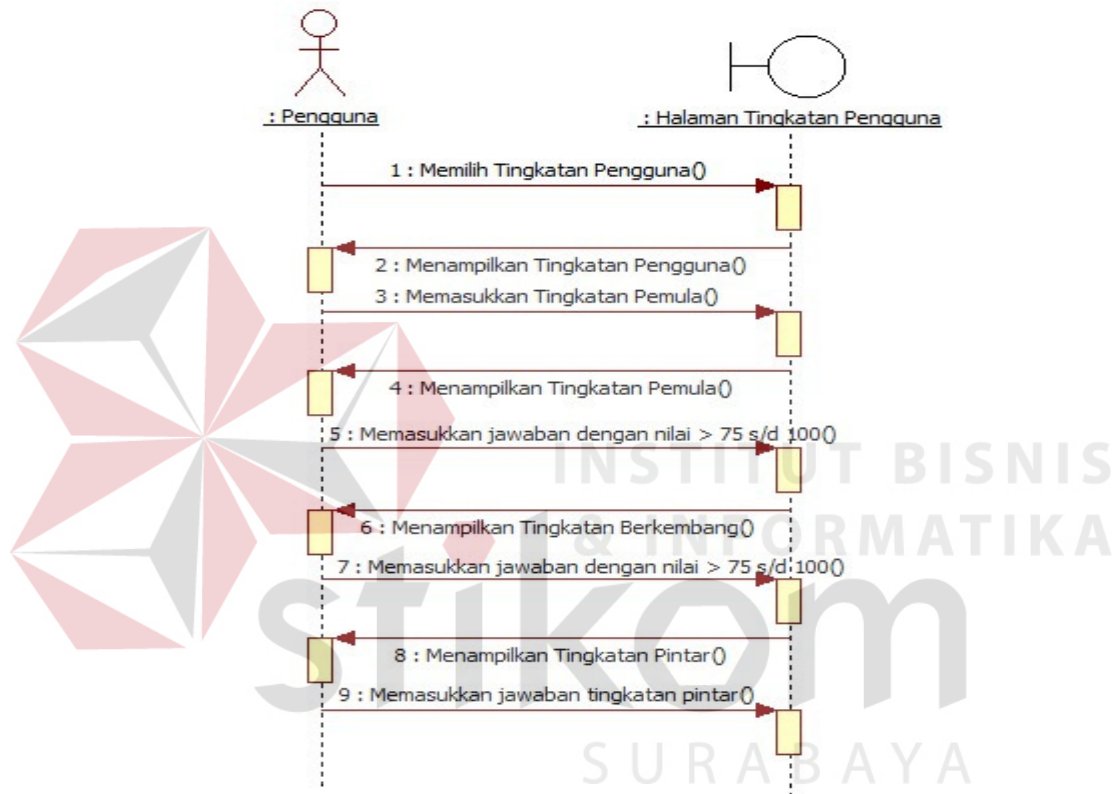 : Pengguna
: Halaman Tingkatan Pengguna
1 : Memilih Tingkatan Pengguna()
2 : Menampilkan Tingkatan Pengguna()
3 : Memasukkan Tingkatan Pemula()
4 : Menampilkan Tingkatan Pemula()
5 : Memasukkan jawaban dengan nilai > 75 s/d 100()
INSTITUT BISNIS
6 : Menampilkan Tingkatan Berkembang()
& INFORMATIKA
7 : Memasukkan jawaban dengan nilai > 75 s/d 100()
stikom
8 : Menampilkan Tingkatan Pintar()
9 : Memasukkan jawaban tingkatan pintar()
SURABAYA